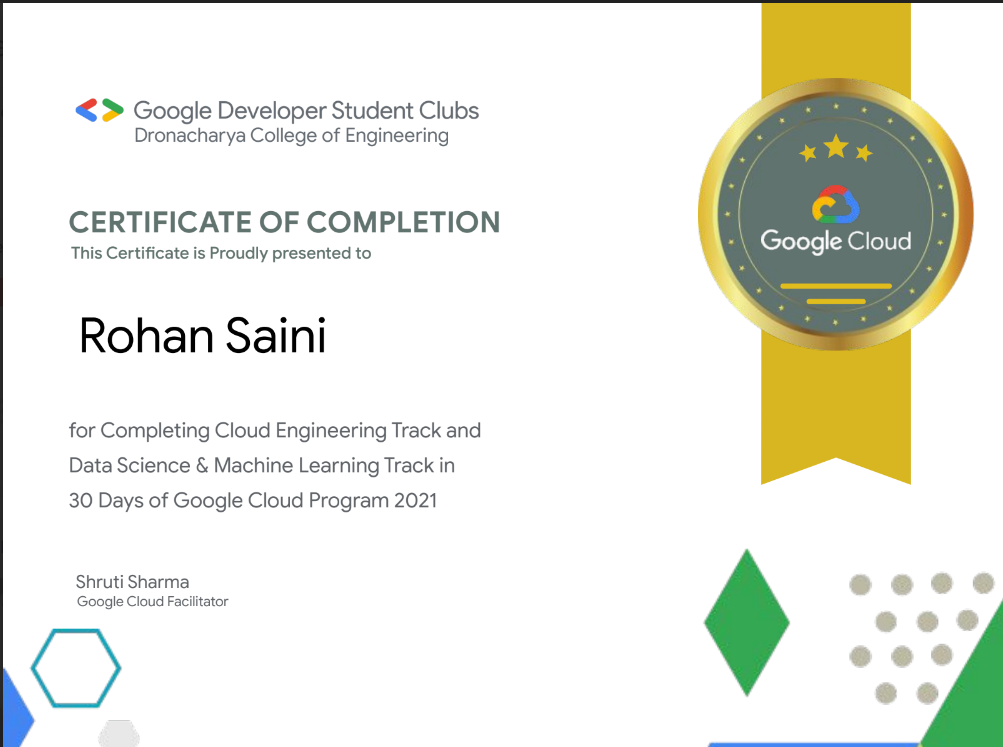 Google Developer Student Clubs
Dronacharya College of Engineering
CERTIFICATE OF COMPLETION
This Certificate is Proudly presented to
Rohan Saini
for Completing Cloud Engineering Track and
Data Science & Machine Learning Track in
30 Days of Google Cloud Program 2021
Shruti Sharma
Google Cloud Facilitator
Google Cloud